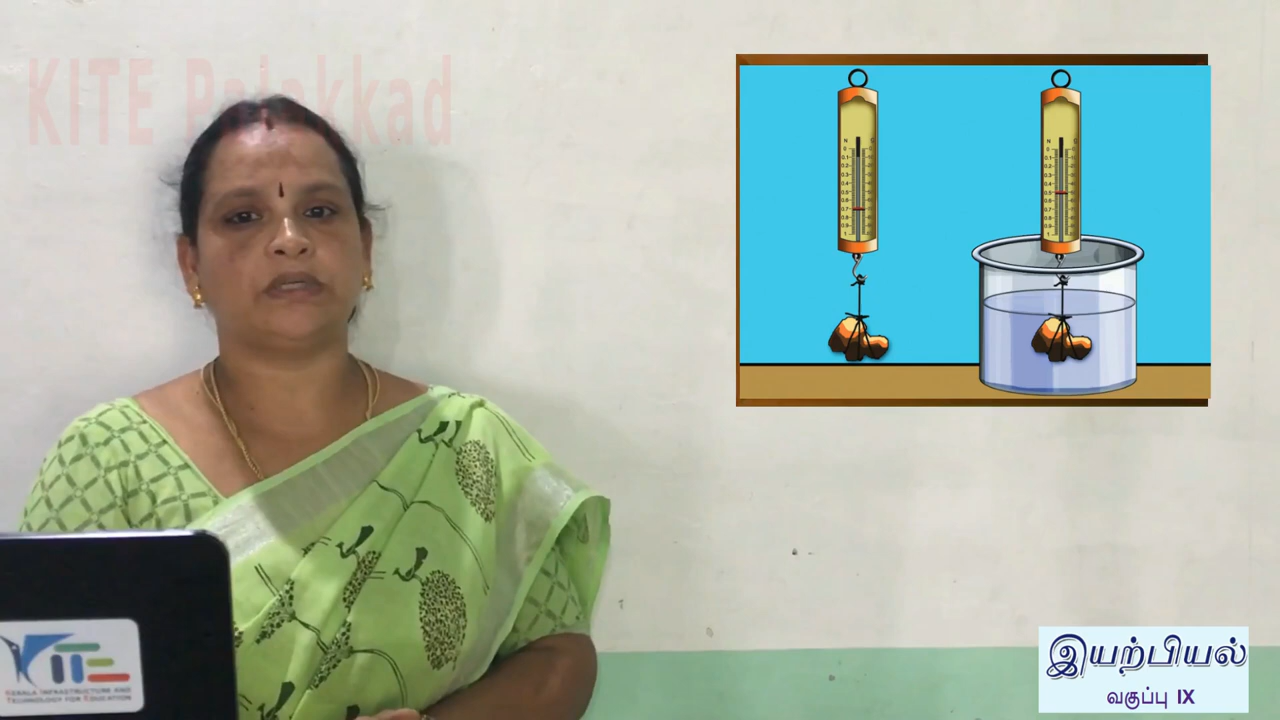 KITE Palakkad
KITE
KERALA INFRASTRUCTURE AND
TECHNOLOGY FOR EDUCATION
இயற்பியல்
வகுப்பு IX